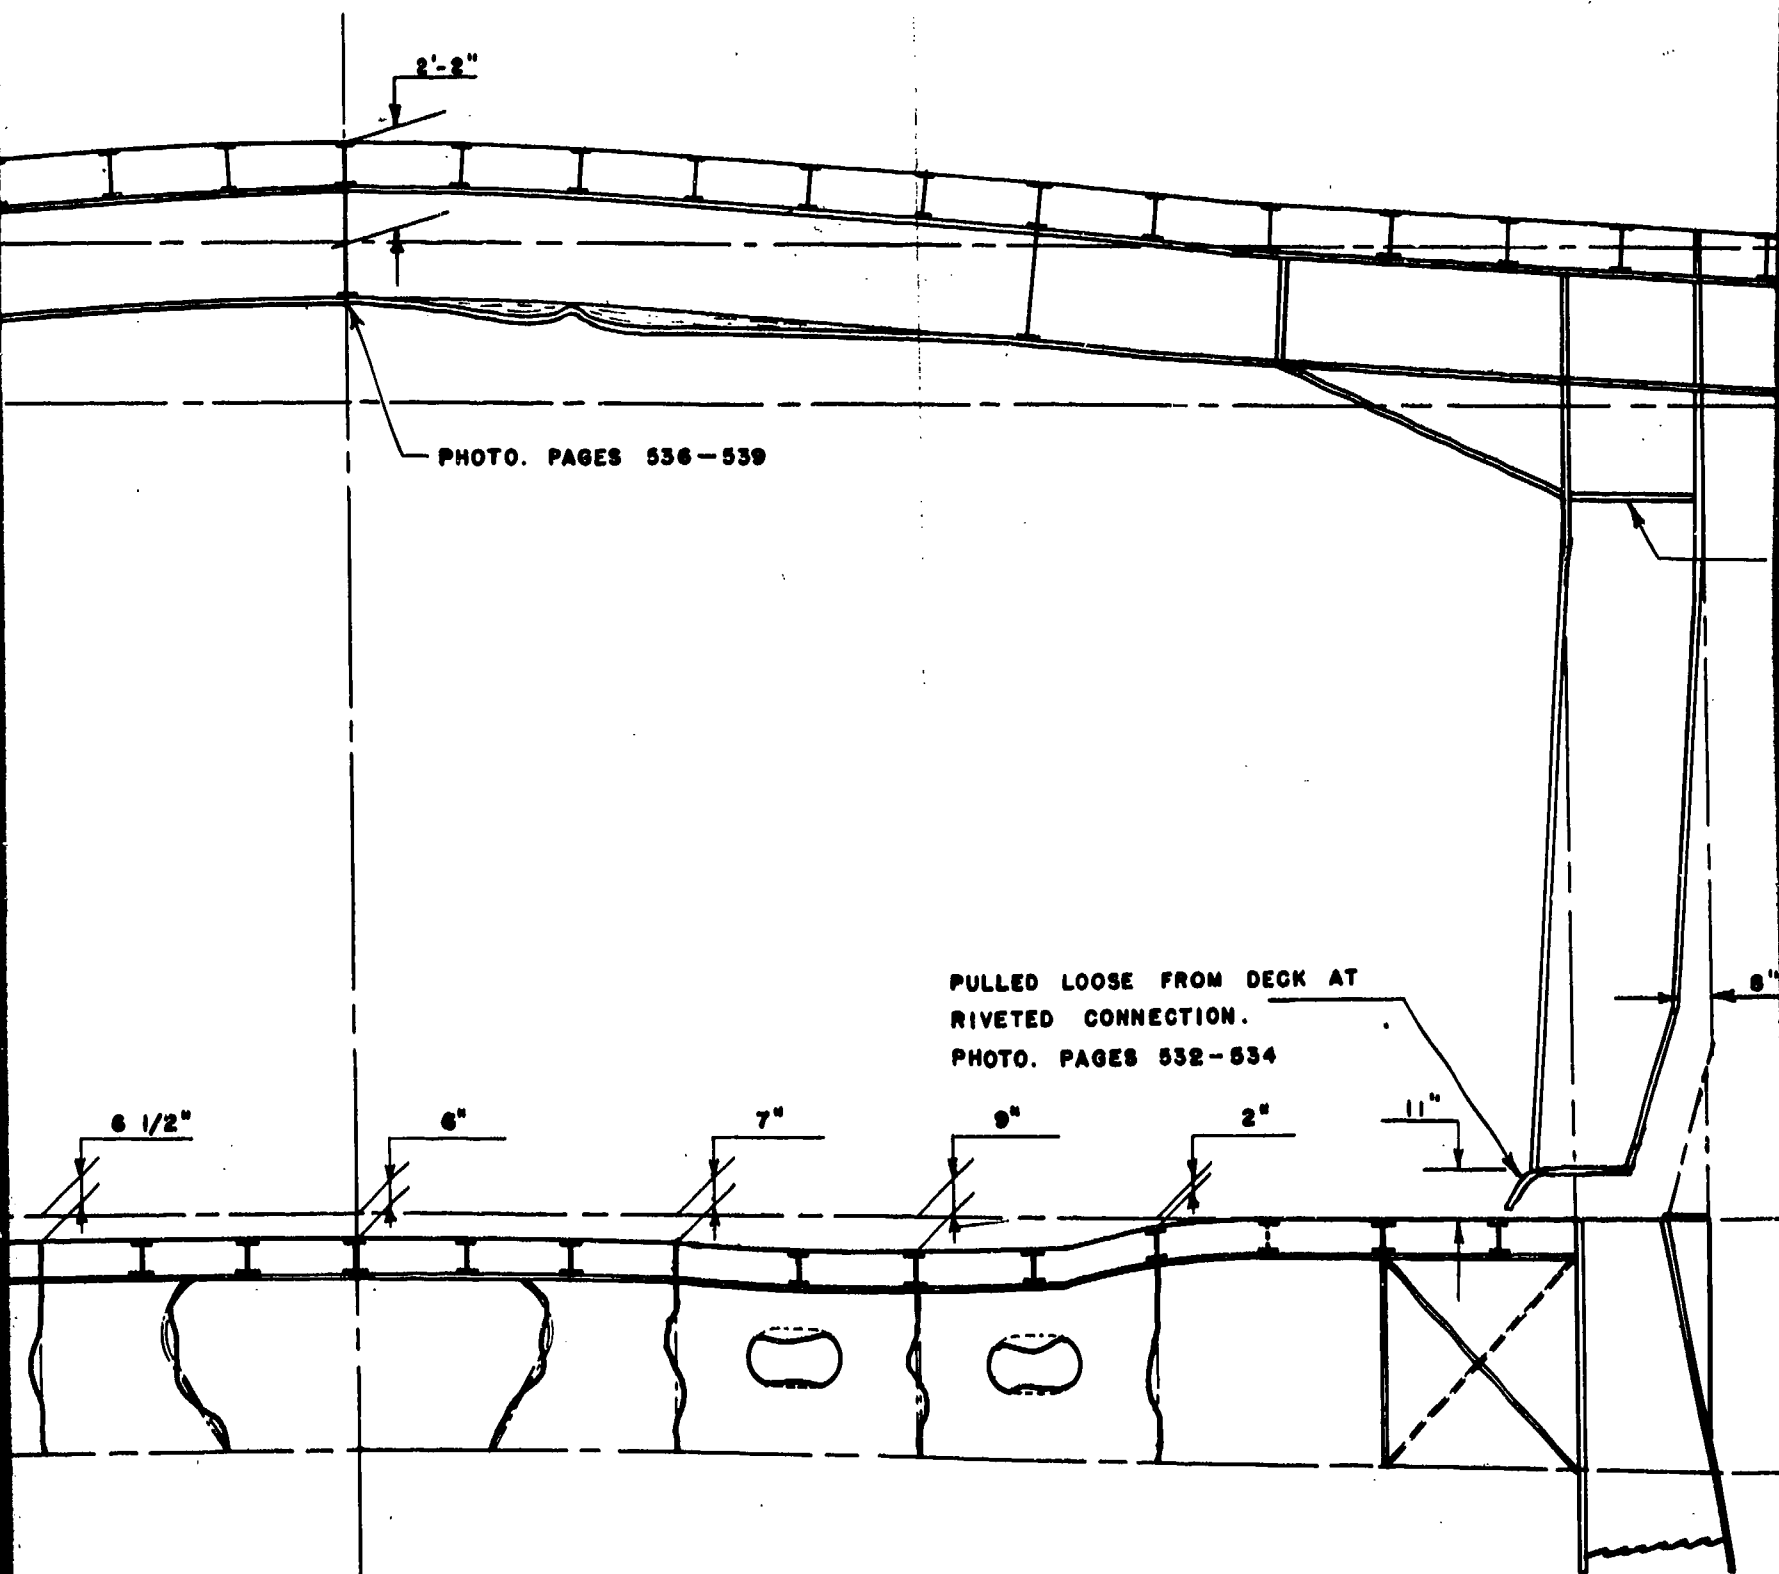 2'-2"
PHOTO. PAGES 536-539
PULLED LOOSE FROM DECK AT
RIVETED CONNECTION.
PHOTO. PAGES 532-534
8"
6 1/2"
6"
7"
9"
2"
11"